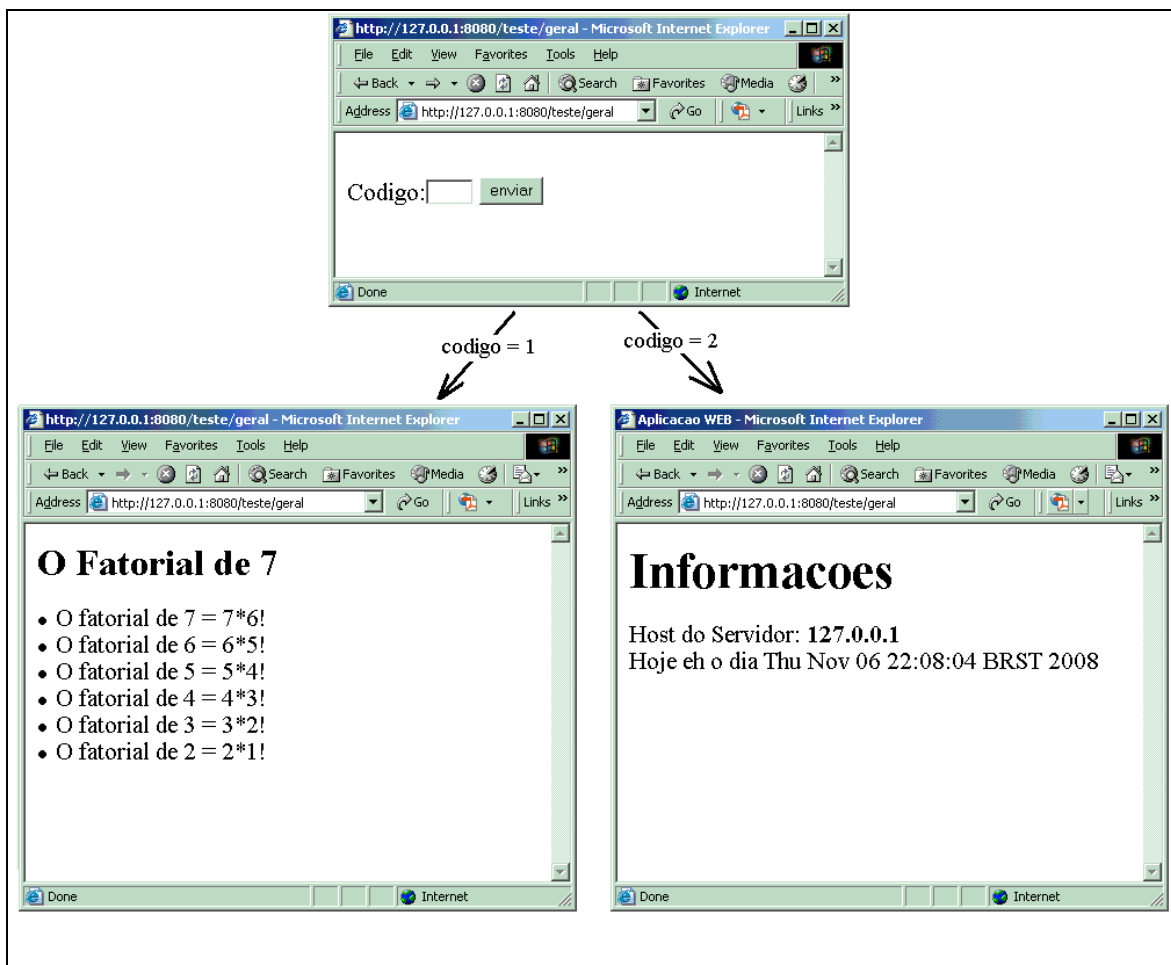 http://127.0.0.1:8080/teste/geral - Microsoft Internet Explorer
File Edit View Favorites Tools Help
Back Search Favorites Media »
Address http://127.0.0.1:8080/teste/geral Go Links »
Codigo: enviar
Done Internet
codigo = 1
codigo = 2
http://127.0.0.1:8080/teste/geral - Microsoft Internet Explorer
File Edit View Favorites Tools Help
Back Search Favorites Media »
Address http://127.0.0.1:8080/teste/geral Go Links »
O Fatorial de 7
• O fatorial de 7 = 7*6!
• O fatorial de 6 = 6*5!
• O fatorial de 5 = 5*4!
• O fatorial de 4 = 4*3!
• O fatorial de 3 = 3*2!
• O fatorial de 2 = 2*1!
Done Internet
Aplicacao WEB - Microsoft Internet Explorer
File Edit View Favorites Tools Help
Back Search Favorites Media »
Address http://127.0.0.1:8080/teste/geral Go Links »
Informacoes
Host do Servidor: 127.0.0.1
Hoje eh o dia Thu Nov 06 22:08:04 BRST 2008
Done Internet